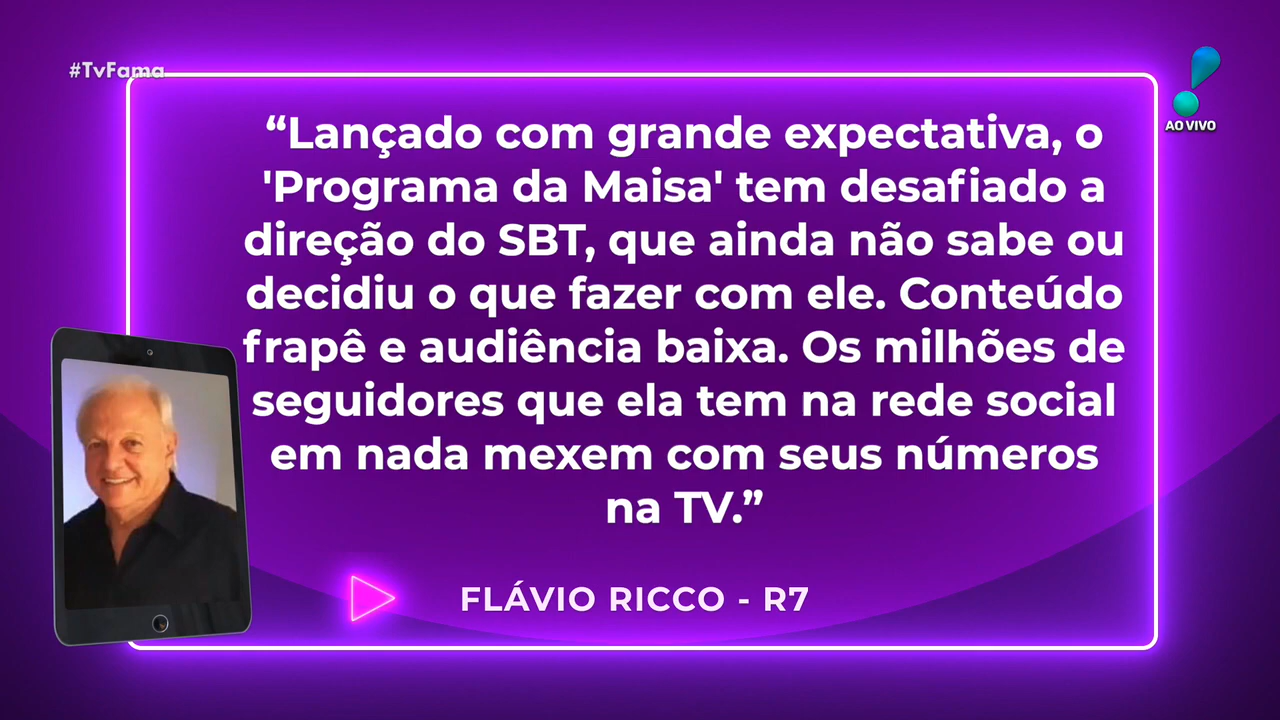 #TvFama
AO VIVO
“Lançado com grande expectativa, o
'Programa da Maisa' tem desafiado a
direção do SBT, que ainda não sabe ou
decidiu o que fazer com ele. Conteúdo
frapê e audiência baixa. Os milhões de
seguidores que ela tem na rede social
em nada mexem com seus números
na TV.”
FLÁVIO RICCO - R7